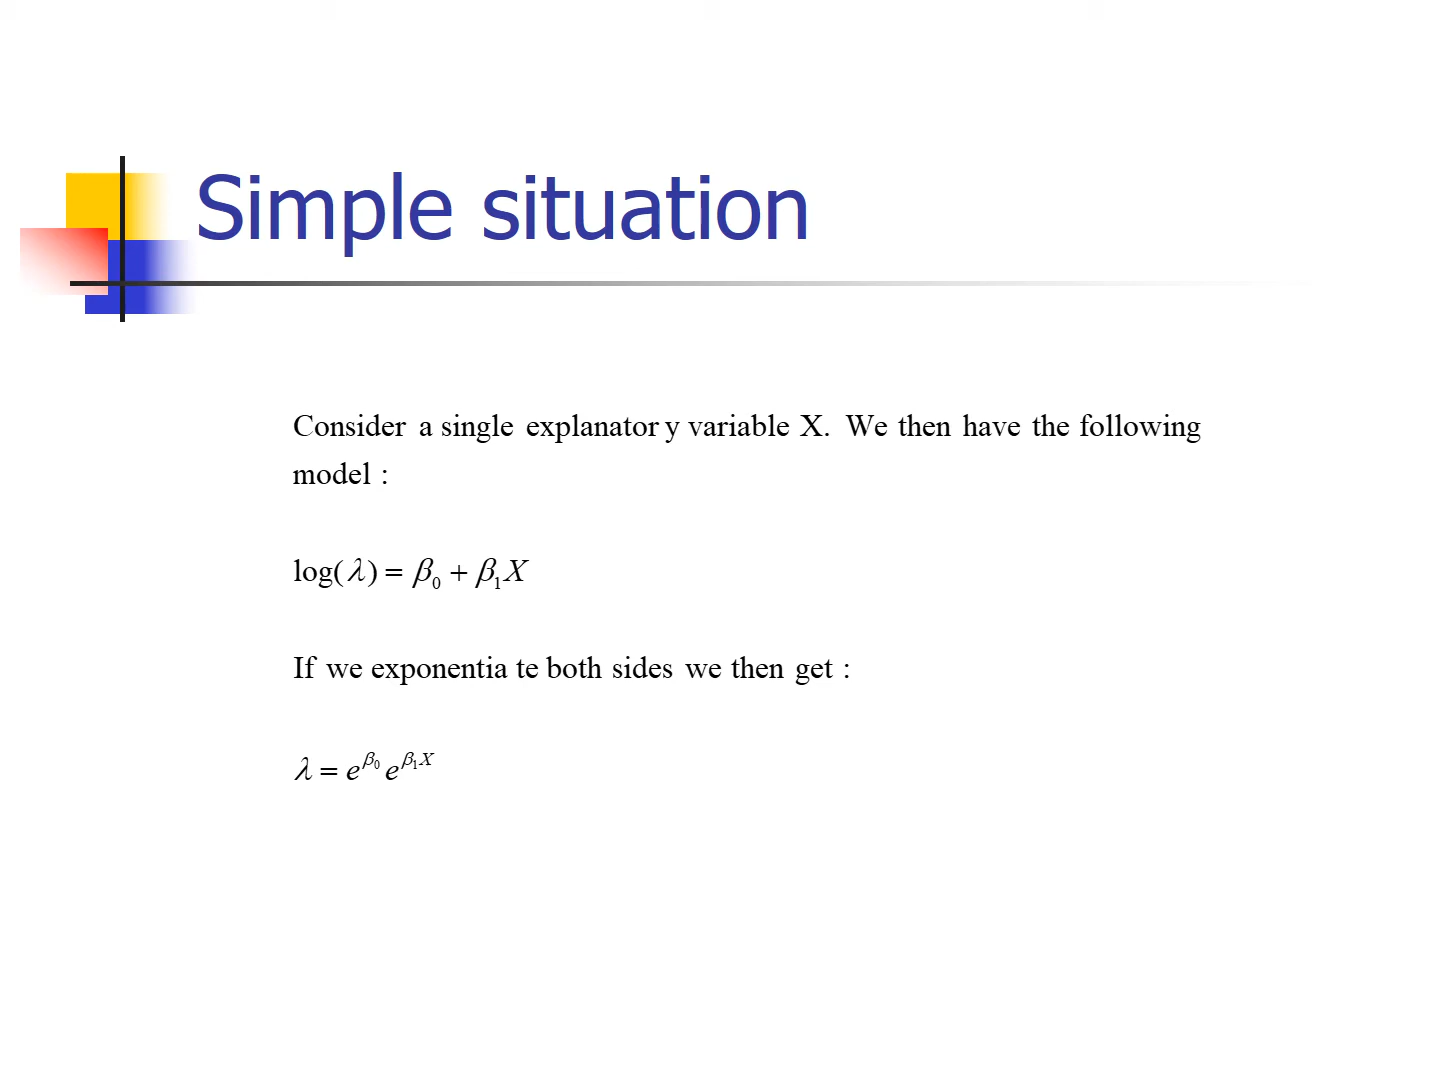 Simple situation
Consider a single explanator y variable X. We then have the following
model :
log(λ) = β₀ + β₁X
If we exponentia te both sides we then get :
λ = e^β₀ e^β₁X